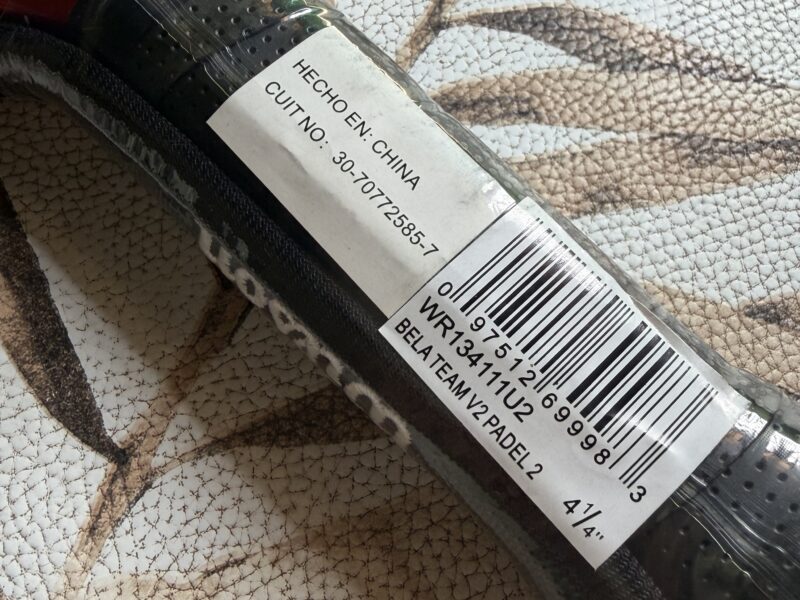 HECHO EN: CHINA
CUIT NO: 30-70772585-7
0 97512 69998 3
WR134111U2
BELA TEAM V2 PADEL 2
4 1/4"